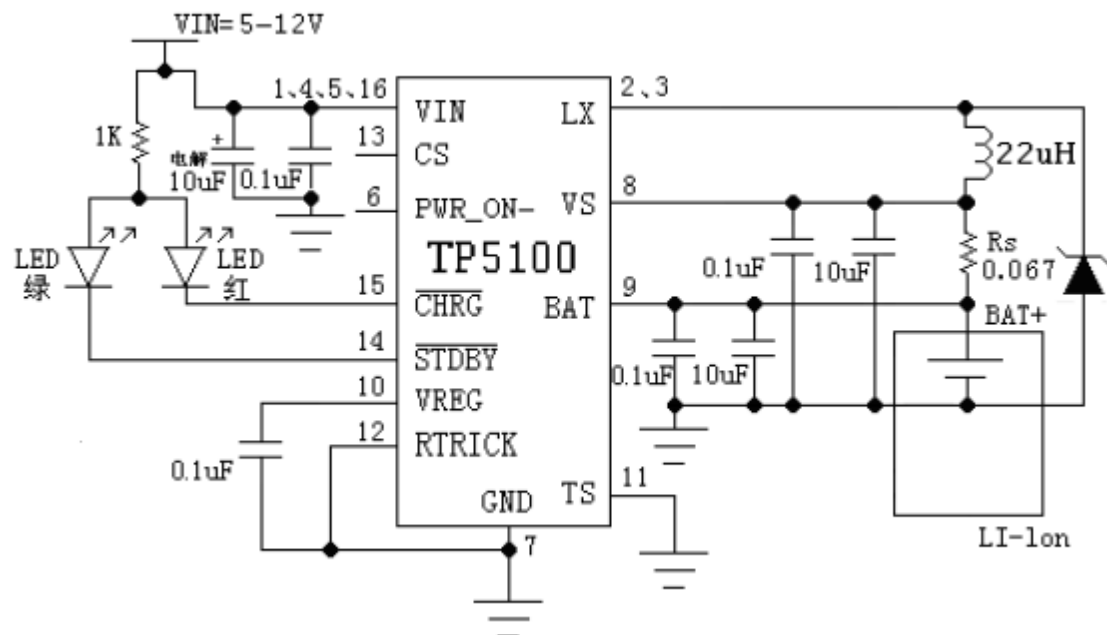 VIN=5-12V
1、4、5、16
VIN
LX
2、3
1K
+
电解
10uF
0.1uF
13
CS
22uH
6
PWR_ON-
VS
8
TP5100
LED
绿
LED
红
0.1uF
10uF
Rs
0.067
15
CHRG
BAT
9
BAT+
14
STDBY
0.1uF
10uF
10
VREG
12
RTRICK
0.1uF
TS
11
GND
7
LI-lon